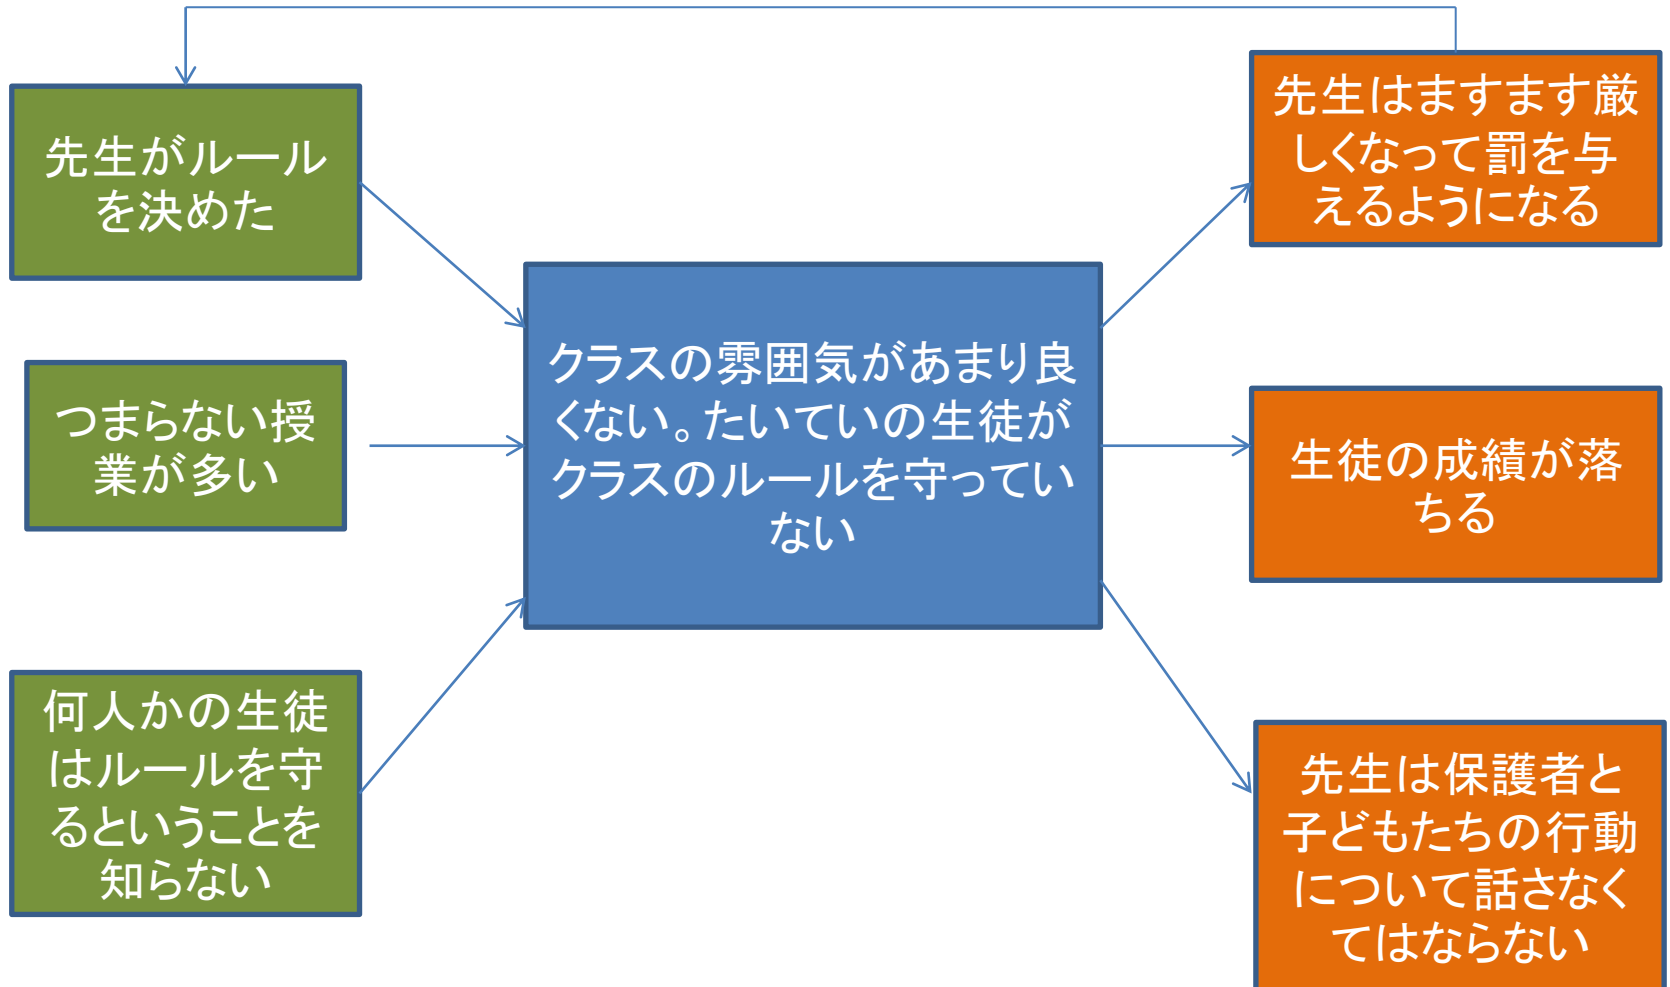 先生がルール
を決めた
つまらない授
業が多い
何人かの生徒
はルールを守
るということを
知らない
クラスの雰囲気があまり良
くない。たいていの生徒が
クラスのルールを守ってい
ない
先生はますます厳
しくなって罰を与
えるようになる
生徒の成績が落
ちる
先生は保護者と
子どもたちの行動
について話さなく
てはならない